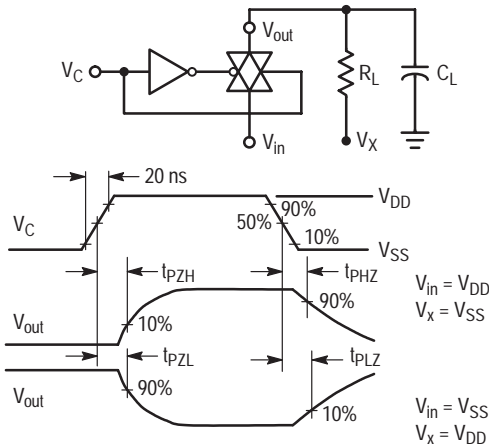 V_out
V_C
R_L
C_L
V_in
V_X
20 ns
V_C
90%
50%
10%
V_DD
V_SS
t_PZH
t_PHZ
V_in = V_DD
V_x = V_SS
90%
10%
V_out
t_PZL
t_PLZ
V_out
90%
10%
V_in = V_SS
V_x = V_DD